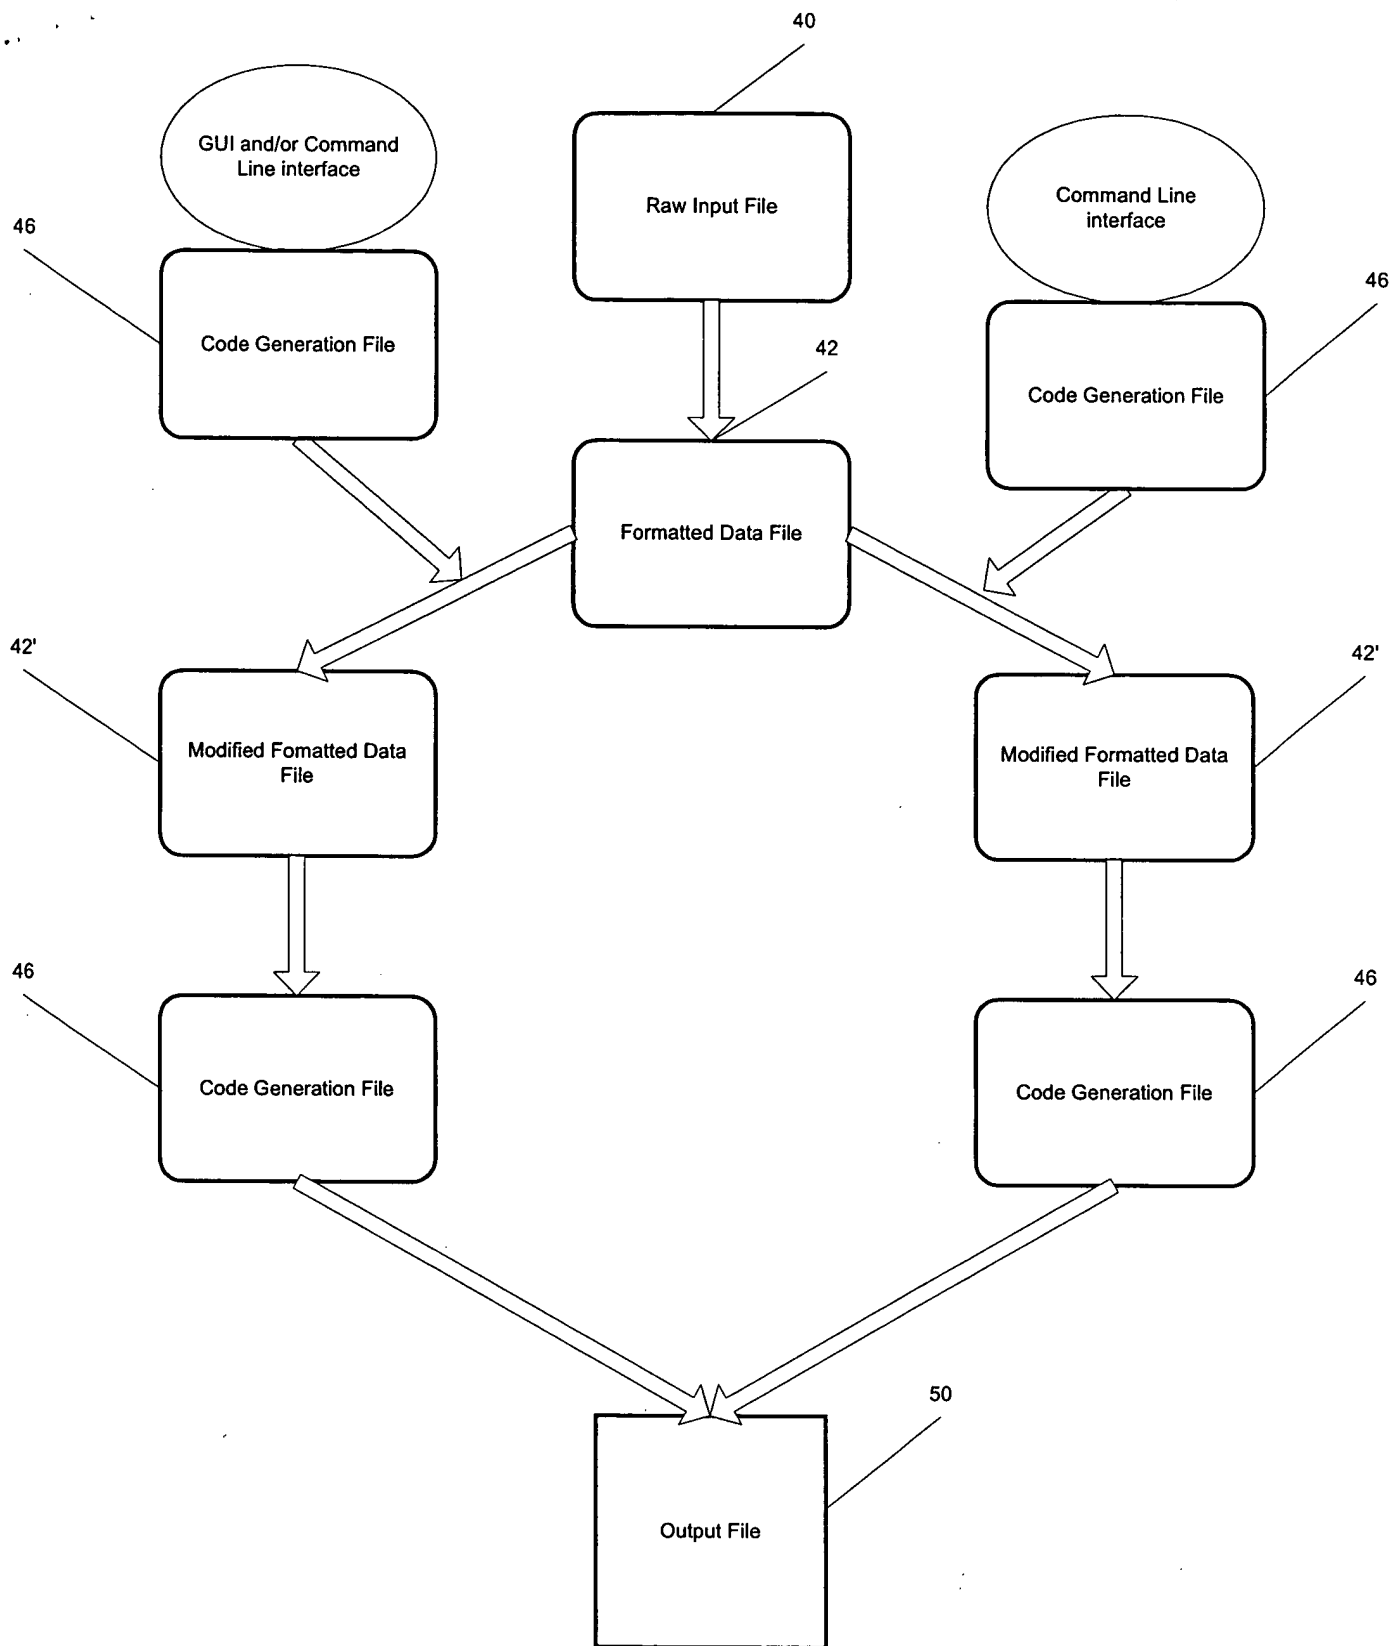 40
GUI and/or Command
Line interface
Raw Input File
Command Line
interface
46
Code Generation File
46
Code Generation File
42
Formatted Data File
42'
Modified Fomatted Data
File
42'
Modified Formatted Data
File
46
Code Generation File
46
Code Generation File
50
Output File